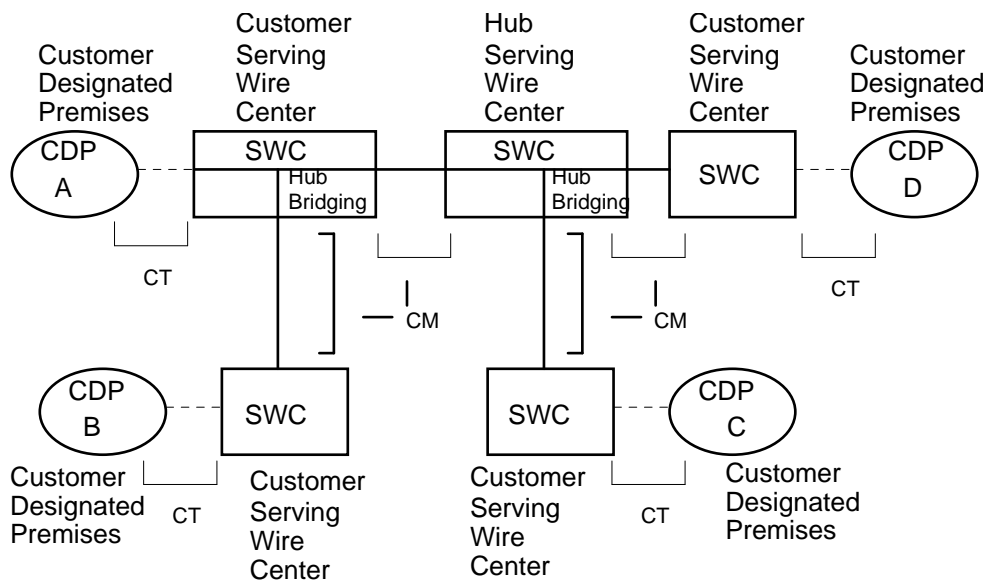 Customer
Designated
Premises
Customer
Serving
Wire
Center
Hub
Serving
Wire
Center
Customer
Serving
Wire
Center
Customer
Designated
Premises
CDP
A
SWC
Hub
Bridging
SWC
Hub
Bridging
SWC
CDP
D
CT
CM
CM
CT
CDP
B
SWC
SWC
CDP
C
Customer
Designated
Premises
CT
Customer
Serving
Wire
Center
Customer
Serving
Wire
Center
CT
Customer
Designated
Premises